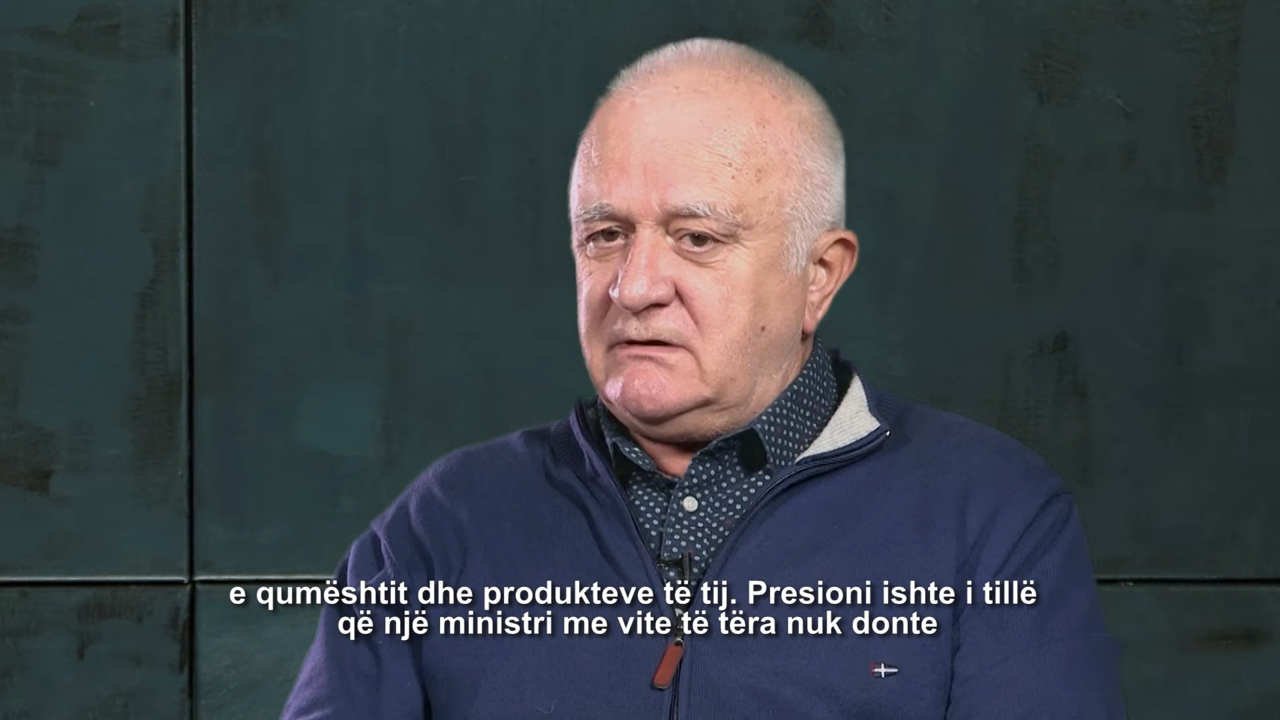 e qumështit dhe produkteve të tij. Presioni ishte i tillë
që një ministri me vite të tëra nuk donte